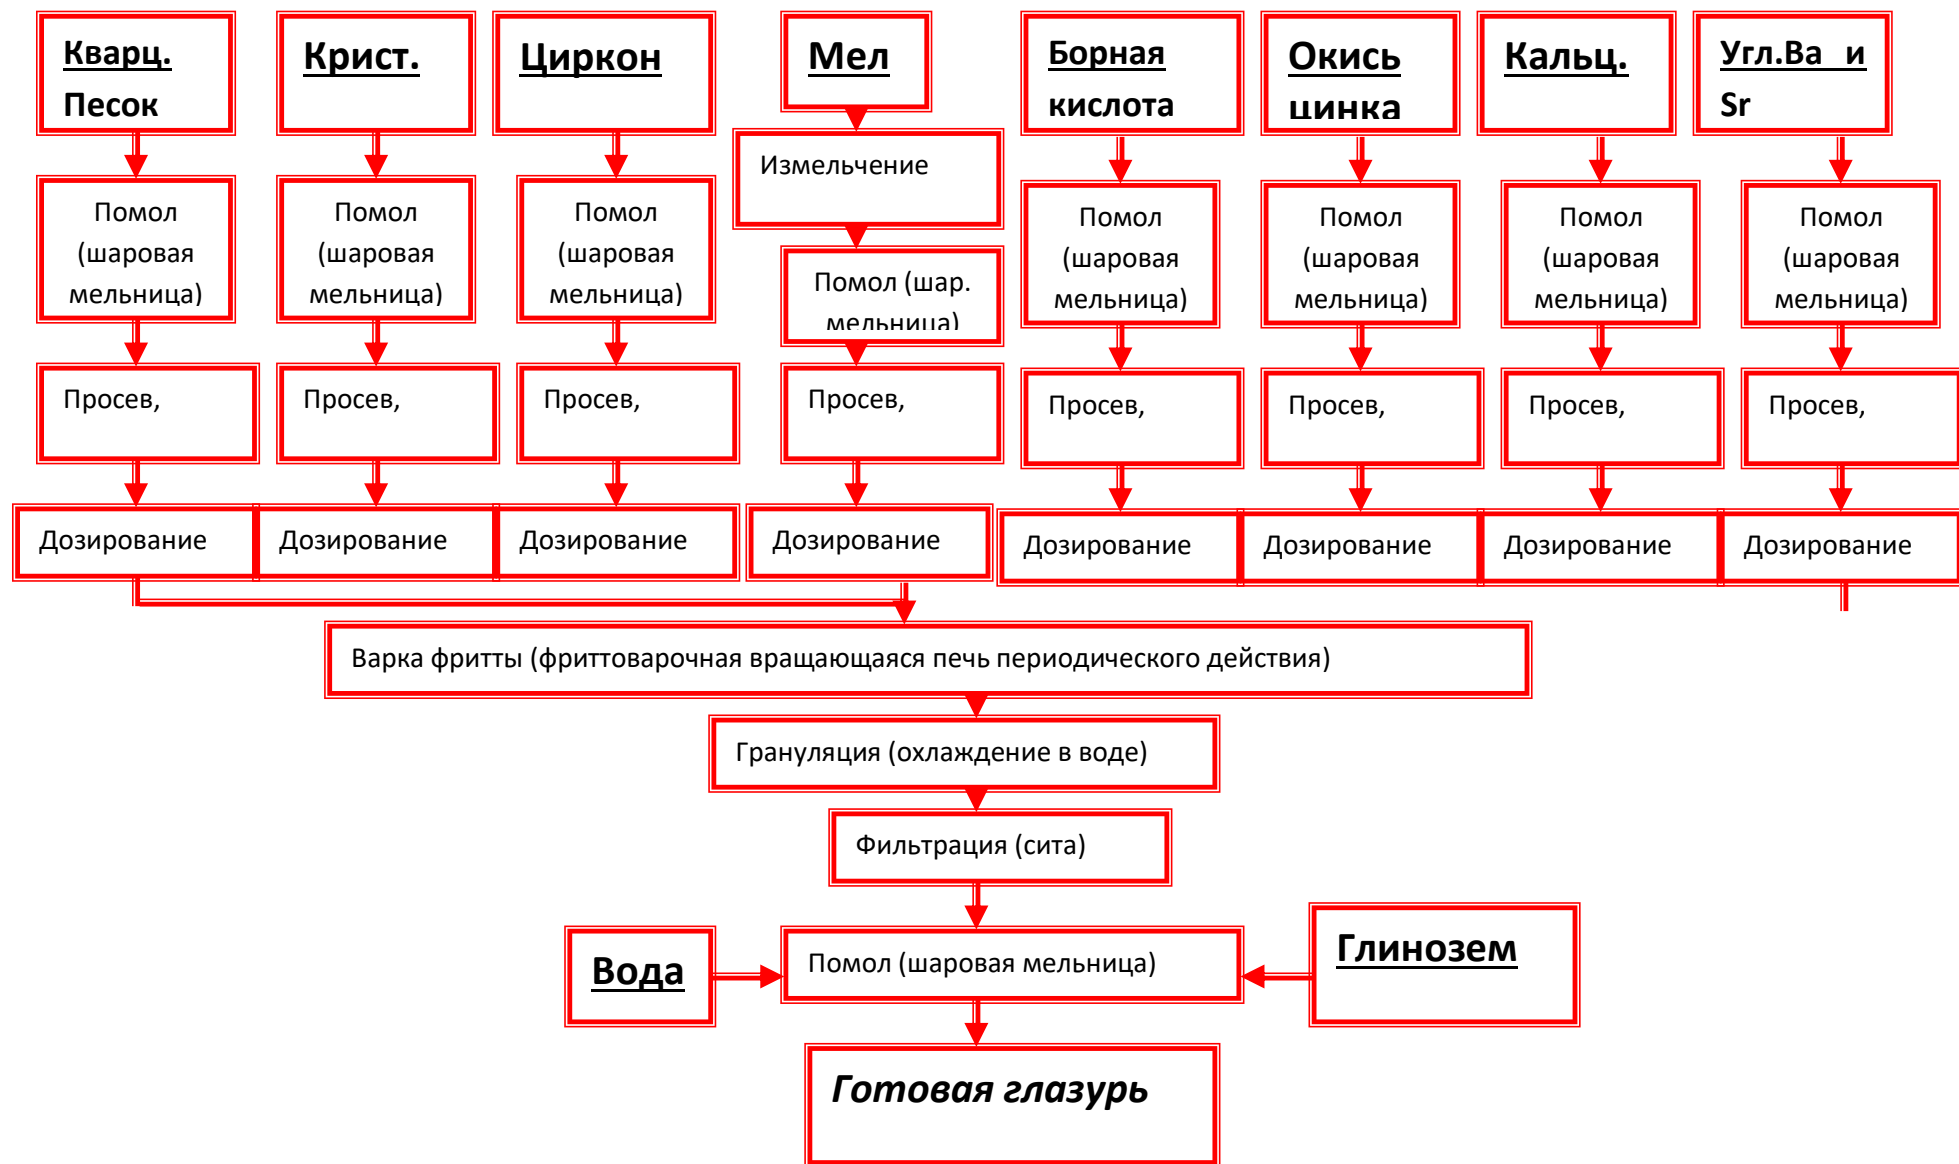 Кварц.
Песок
Крист.
Циркон
Мел
Борная
кислота
Окись
цинка
Кальц.
Угл.Ва и
Sr
Измельчение
Помол
(шаровая
мельница)
Помол
(шаровая
мельница)
Помол
(шаровая
мельница)
Помол (шар.
мельница)
Помол
(шаровая
мельница)
Помол
(шаровая
мельница)
Помол
(шаровая
мельница)
Помол
(шаровая
мельница)
Просев,
Просев,
Просев,
Просев,
Просев,
Просев,
Просев,
Просев,
Дозирование
Дозирование
Дозирование
Дозирование
Дозирование
Дозирование
Дозирование
Дозирование
Варка фритты (фриттоварочная вращающаяся печь периодического действия)
Грануляция (охлаждение в воде)
Фильтрация (сита)
Вода
Помол (шаровая мельница)
Глинозем
Готовая глазурь